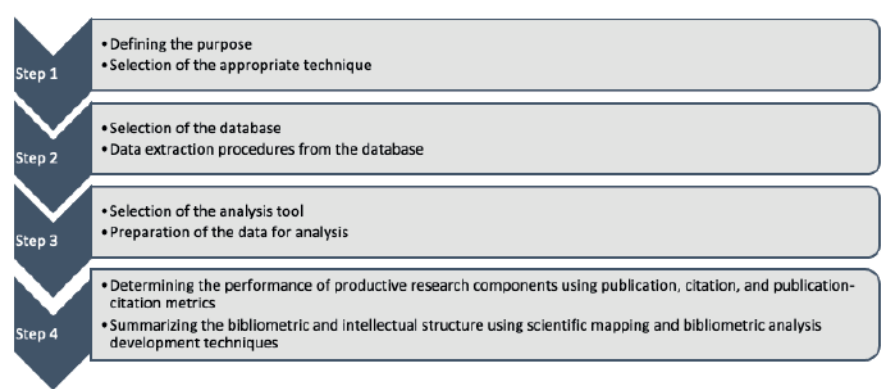 Step 1
•Defining the purpose
•Selection of the appropriate technique
Step 2
•Selection of the database
•Data extraction procedures from the database
Step 3
•Selection of the analysis tool
•Preparation of the data for analysis
Step 4
•Determining the performance of productive research components using publication, citation, and publication-
citation metrics
•Summarizing the bibliometric and intellectual structure using scientific mapping and bibliometric analysis
development techniques